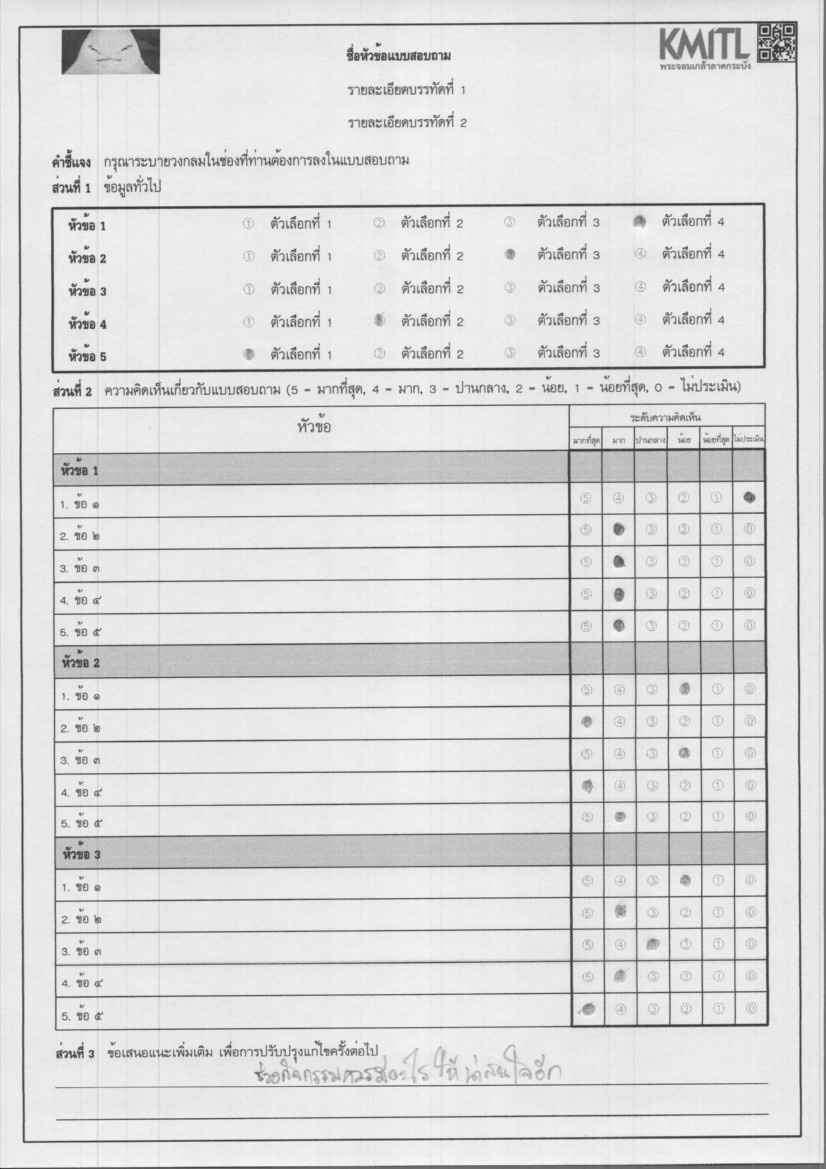 KMITL
พระจอมเกล้าลาดกระบัง
ชื่อหัวข้อแบบสอบถาม
รายละเอียดบรรทัดที่ 1
รายละเอียดบรรทัดที่ 2
คำชี้แจง กรุณาระบายวงกลมในช่องที่ท่านต้องการลงในแบบสอบถาม
ส่วนที่ 1 ข้อมูลทั่วไป
หัวข้อ 1 ① ตัวเลือกที่ 1 ② ตัวเลือกที่ 2 ③ ตัวเลือกที่ 3 ตัวเลือกที่ 4
หัวข้อ 2 ① ตัวเลือกที่ 1 ② ตัวเลือกที่ 2 ตัวเลือกที่ 3 ④ ตัวเลือกที่ 4
หัวข้อ 3 ① ตัวเลือกที่ 1 ② ตัวเลือกที่ 2 ③ ตัวเลือกที่ 3 ④ ตัวเลือกที่ 4
หัวข้อ 4 ① ตัวเลือกที่ 1 ตัวเลือกที่ 2 ③ ตัวเลือกที่ 3 ④ ตัวเลือกที่ 4
หัวข้อ 5 ตัวเลือกที่ 1 ② ตัวเลือกที่ 2 ③ ตัวเลือกที่ 3 ④ ตัวเลือกที่ 4
ส่วนที่ 2 ความคิดเห็นเกี่ยวกับแบบสอบถาม (5 = มากที่สุด, 4 = มาก, 3 = ปานกลาง, 2 = น้อย, 1 = น้อยที่สุด, 0 = ไม่ประเมิน)
หัวข้อ ระดับความคิดเห็น
มากที่สุด มาก ปานกลาง น้อย น้อยที่สุด ไม่ประเมิน
หัวข้อ 1
1. ข้อ ๑ ⑤ ④ ③ ② ①
2. ข้อ ๒ ⑤ ③ ② ① ⓪
3. ข้อ ๓ ⑤ ③ ② ① ⓪
4. ข้อ ๔ ⑤ ③ ② ① ⓪
5. ข้อ ๕ ⑤ ③ ② ① ⓪
หัวข้อ 2
1. ข้อ ๑ ⑤ ④ ③ ① ⓪
2. ข้อ ๒ ④ ③ ② ① ⓪
3. ข้อ ๓ ⑤ ④ ③ ① ⓪
4. ข้อ ๔ ④ ③ ② ① ⓪
5. ข้อ ๕ ⑤ ③ ② ① ⓪
หัวข้อ 3
1. ข้อ ๑ ⑤ ④ ③ ① ⓪
2. ข้อ ๒ ⑤ ③ ② ① ⓪
3. ข้อ ๓ ⑤ ④ ② ① ⓪
4. ข้อ ๔ ⑤ ③ ② ① ⓪
5. ข้อ ๕ ④ ③ ② ① ⓪
ส่วนที่ 3 ข้อเสนอแนะเพิ่มเติม เพื่อการปรับปรุงแก้ไขครั้งต่อไป
ช่วงกิจกรรมควรมีอะไร ให้น่าสนใจอีก